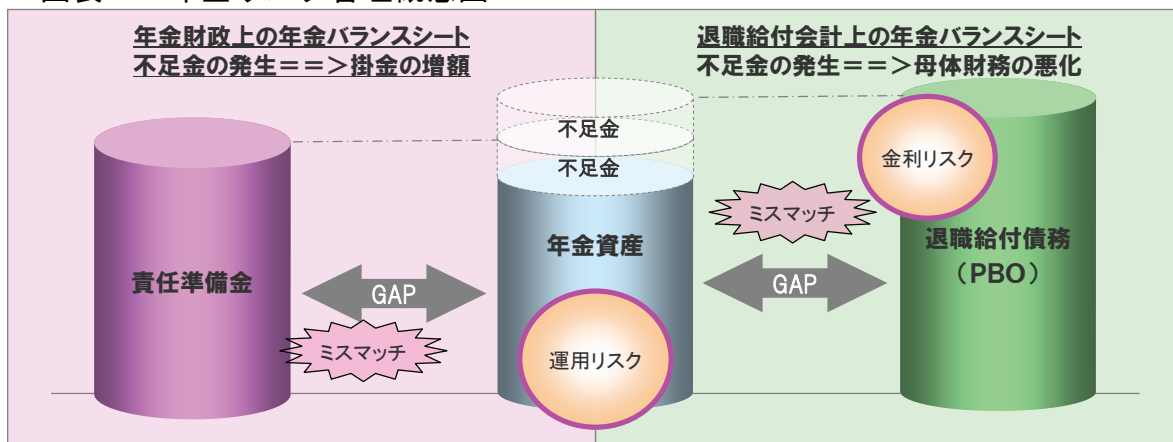 年金財政上の年金バランスシート
不足金の発生==>掛金の増額
退職給付会計上の年金バランスシート
不足金の発生==>母体財務の悪化
不足金
不足金
金利リスク
ミスマッチ
年金資産
退職給付債務
(PBO)
責任準備金
GAP
GAP
ミスマッチ
運用リスク